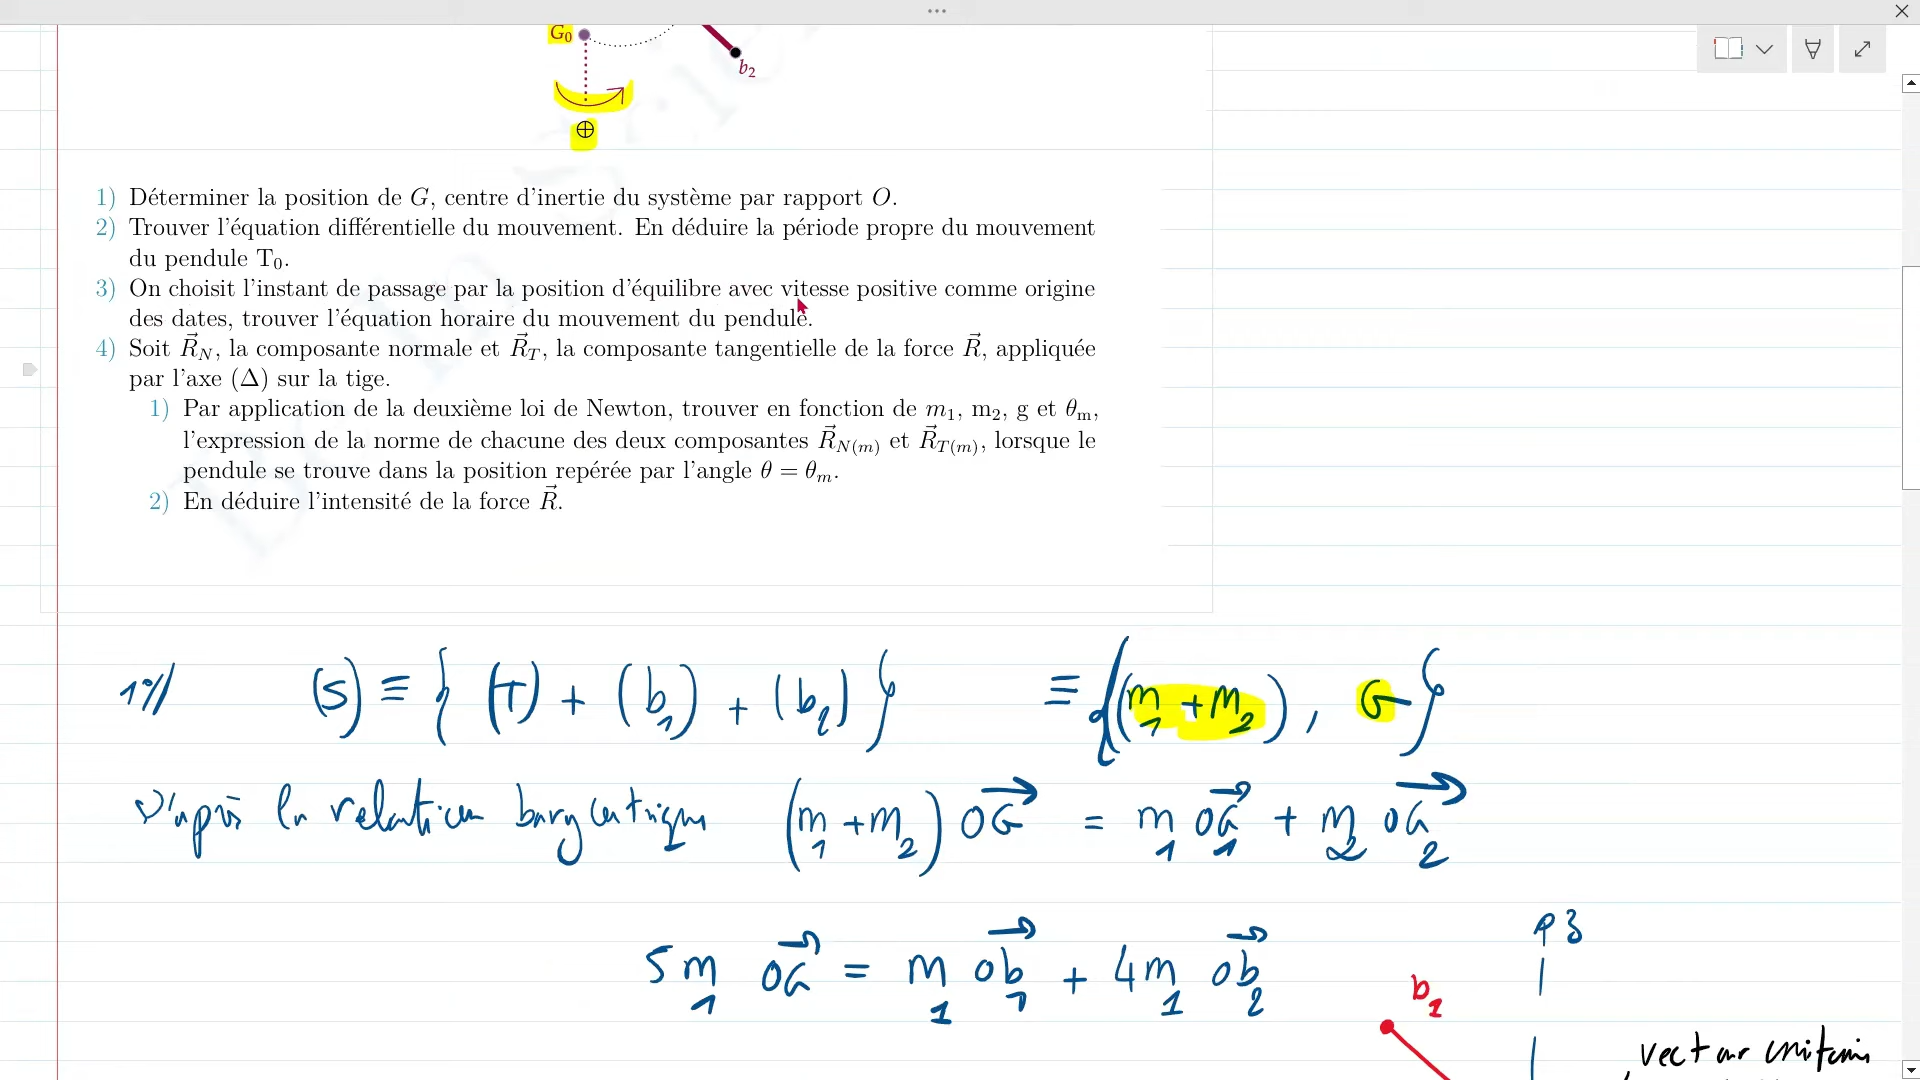 G₀
b₂
⊕
1) Déterminer la position de G, centre d'inertie du système par rapport O.
2) Trouver l'équation différentielle du mouvement. En déduire la période propre du mouvement
du pendule T₀.
3) On choisit l'instant de passage par la position d'équilibre avec vitesse positive comme origine
des dates, trouver l'équation horaire du mouvement du pendule.
4) Soit R⃗_N, la composante normale et R⃗_T, la composante tangentielle de la force R⃗, appliquée
par l'axe (Δ) sur la tige.
1) Par application de la deuxième loi de Newton, trouver en fonction de m₁, m₂, g et θₘ,
l'expression de la norme de chacune des deux composantes R⃗_N(m) et R⃗_T(m), lorsque le
pendule se trouve dans la position repérée par l'angle θ = θₘ.
2) En déduire l'intensité de la force R⃗.
1°// (S) ≡ { (T) + (b₁) + (b₂) } ≡ {(m₁ + m₂), G}
D'après la relation barycentrique (m₁ + m₂) OG⃗ = m₁ OG⃗₁ + m₂ OG⃗₂
5m₁ OG⃗ = m₁ Ob⃗₁ + 4m₁ Ob⃗₂
b₁
vecteur unitaire